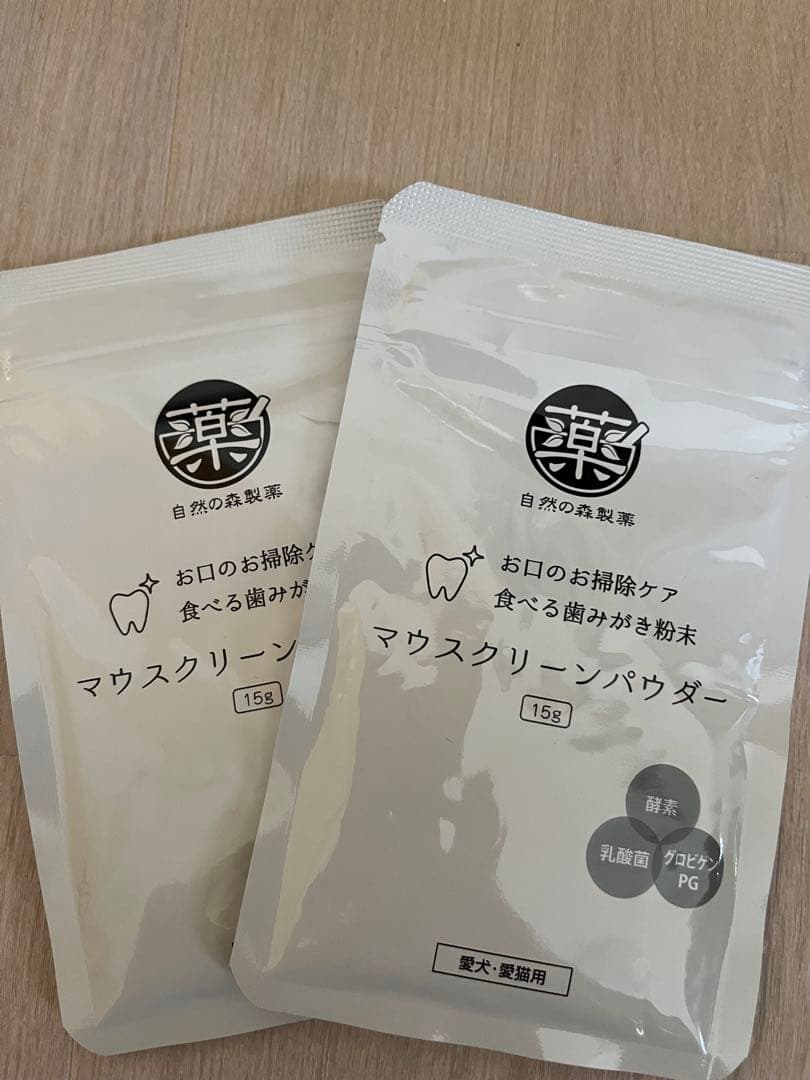 薬
自然の森製薬
お口のお掃除
食べる歯みが
マウスクリーン
15g
薬
自然の森製薬
お口のお掃除ケア
食べる歯みがき粉末
マウスクリーンパウダー
15g
酵素
乳酸菌
グロビゲン
PG
愛犬・愛猫用